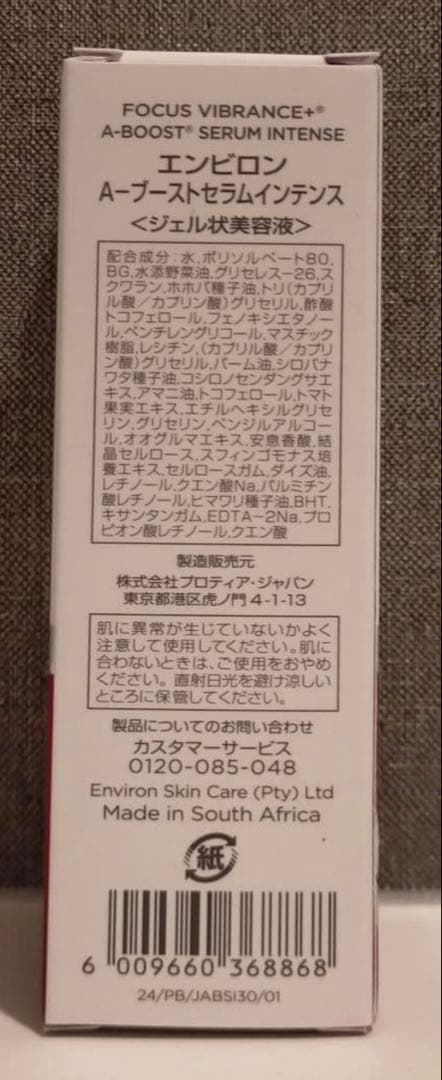 FOCUS VIBRANCE+®
A-BOOST® SERUM INTENSE
エンビロン
A-ブーストセラムインテンス
＜ジェル状美容液＞
配合成分：水,ポリソルベート80,
BG,水添野菜油,グリセレス-26,ス
クワラン,ホホバ種子油,トリ(カプリ
ル酸／カプリン酸)グリセリル,酢酸
トコフェロール,フェノキシエタノー
ル,ペンチレングリコール,マスチック
樹脂,レシチン,(カプリル酸／カプリ
ン酸)グリセリル,パーム油,シロバナ
ワタ種子油,コシロノセンダングサエ
キス,アマニ油,トコフェロール,トマト
果実エキス,エチルヘキシルグリセ
リン,グリセリン,ベンジルアルコー
ル,オオグルマエキス,安息香酸,結
晶セルロース,スフィンゴモナス培
養エキス,セルロースガム,ダイズ油,
レチノール,クエン酸Na,パルミチン
酸レチノール,ヒマワリ種子油,BHT,
キサンタンガム,EDTA-2Na,プロ
ピオン酸レチノール,クエン酸
製造販売元
株式会社プロティア・ジャパン
東京都港区虎ノ門4-1-13
肌に異常が生じていないかよく
注意して使用してください。肌に
合わないときは、ご使用をおやめ
ください。直射日光を避け涼しい
ところに保管してください。
製品についてのお問い合わせ
カスタマーサービス
0120-085-048
Environ Skin Care (Pty) Ltd
Made in South Africa
紙
6 009660 368868
24/PB/JABSI30/01